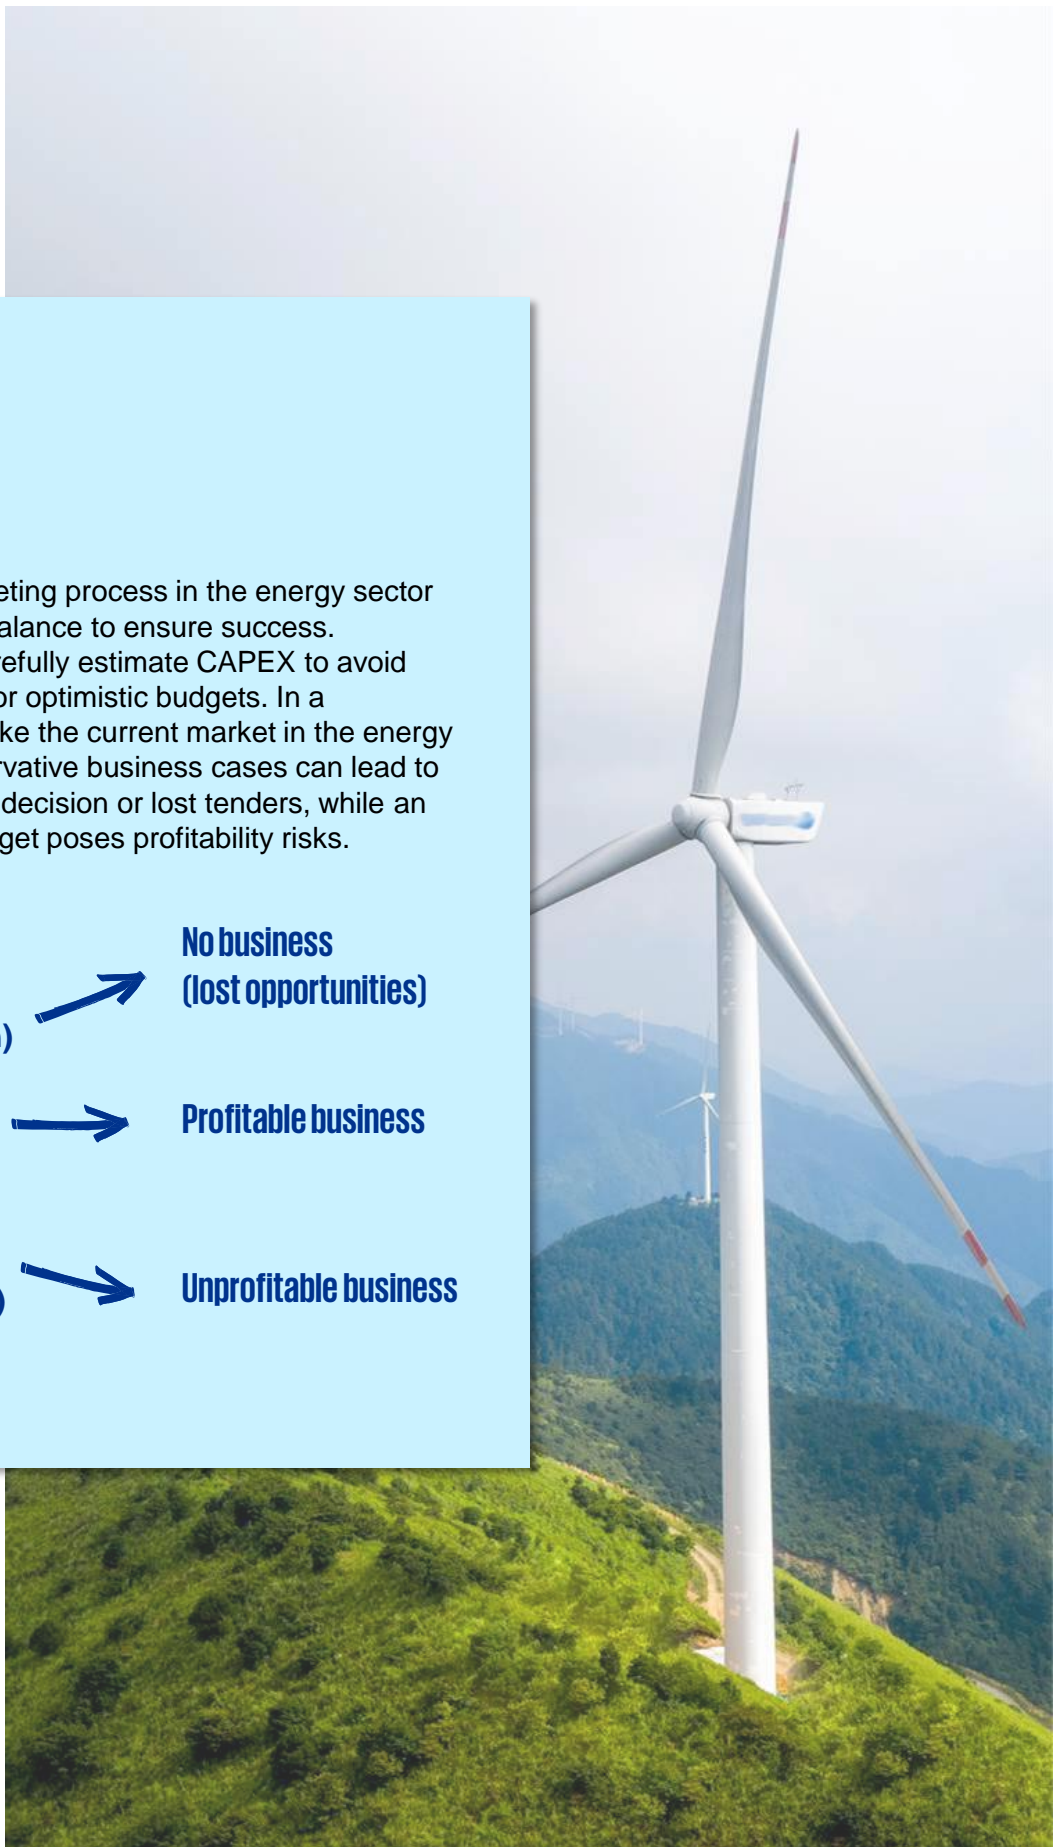 eting process in the energy sector
alance to ensure success.
refully estimate CAPEX to avoid
or optimistic budgets. In a
ke the current market in the energy
rvative business cases can lead to
decision or lost tenders, while an
get poses profitability risks.
No business
(lost opportunities)
)
Profitable business
Unprofitable business
)